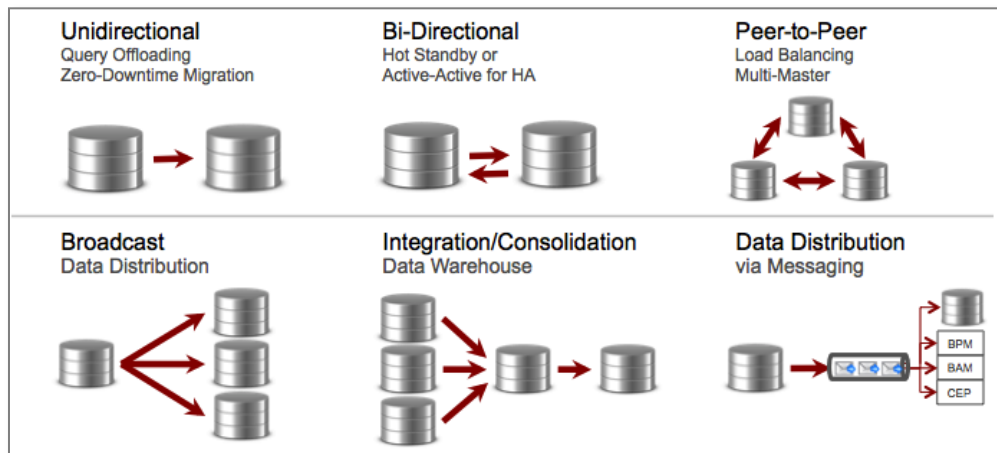 Unidirectional
Query Offloading
Zero-Downtime Migration
Bi-Directional
Hot Standby or
Active-Active for HA
Peer-to-Peer
Load Balancing
Multi-Master
Broadcast
Data Distribution
Integration/Consolidation
Data Warehouse
Data Distribution
via Messaging
BPM
BAM
CEP